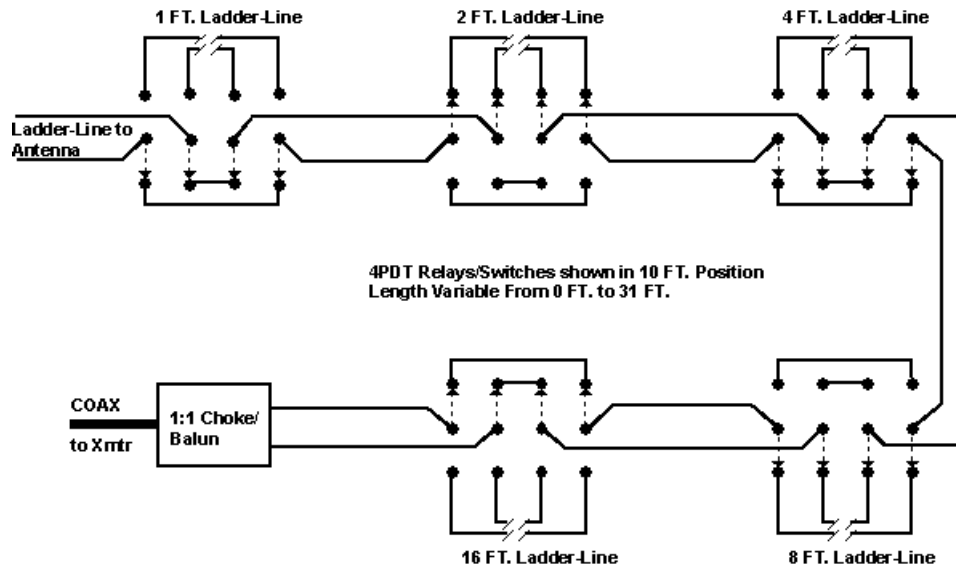 1 FT. Ladder-Line
2 FT. Ladder-Line
4 FT. Ladder-Line
Ladder-Line to
Antenna
4PDT Relays/Switches shown in 10 FT. Position
Length Variable From 0 FT. to 31 FT.
COAX
to Xmtr
1:1 Choke/
Balun
16 FT. Ladder-Line
8 FT. Ladder-Line